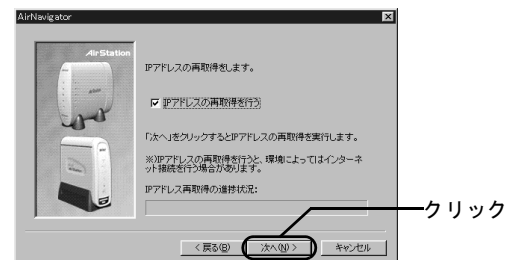 AirNavigator
AirStation
IPアドレスの再取得をします。
IPアドレスの再取得を行う
「次へ」をクリックするとIPアドレスの再取得を実行します。
※)IPアドレスの再取得を行うと、環境によってはインターネ
ット接続を行う場合があります。
IPアドレス再取得の進捗状況:
クリック
< 戻る(B) 次へ(N) > キャンセル